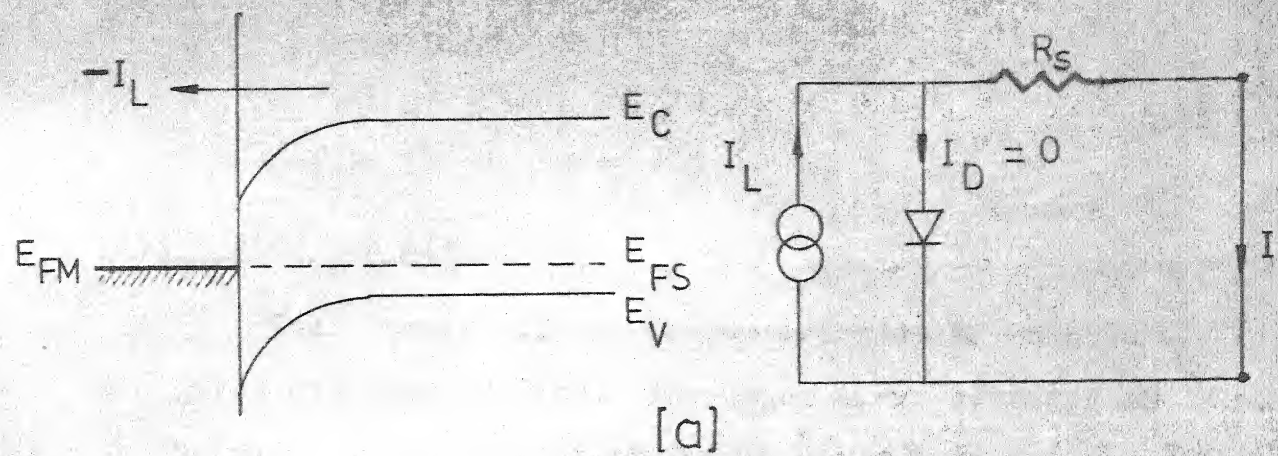 -I_L
E_C
E_FM
E_FS
E_V
R_S
I_L
I_D = 0
I
[a]